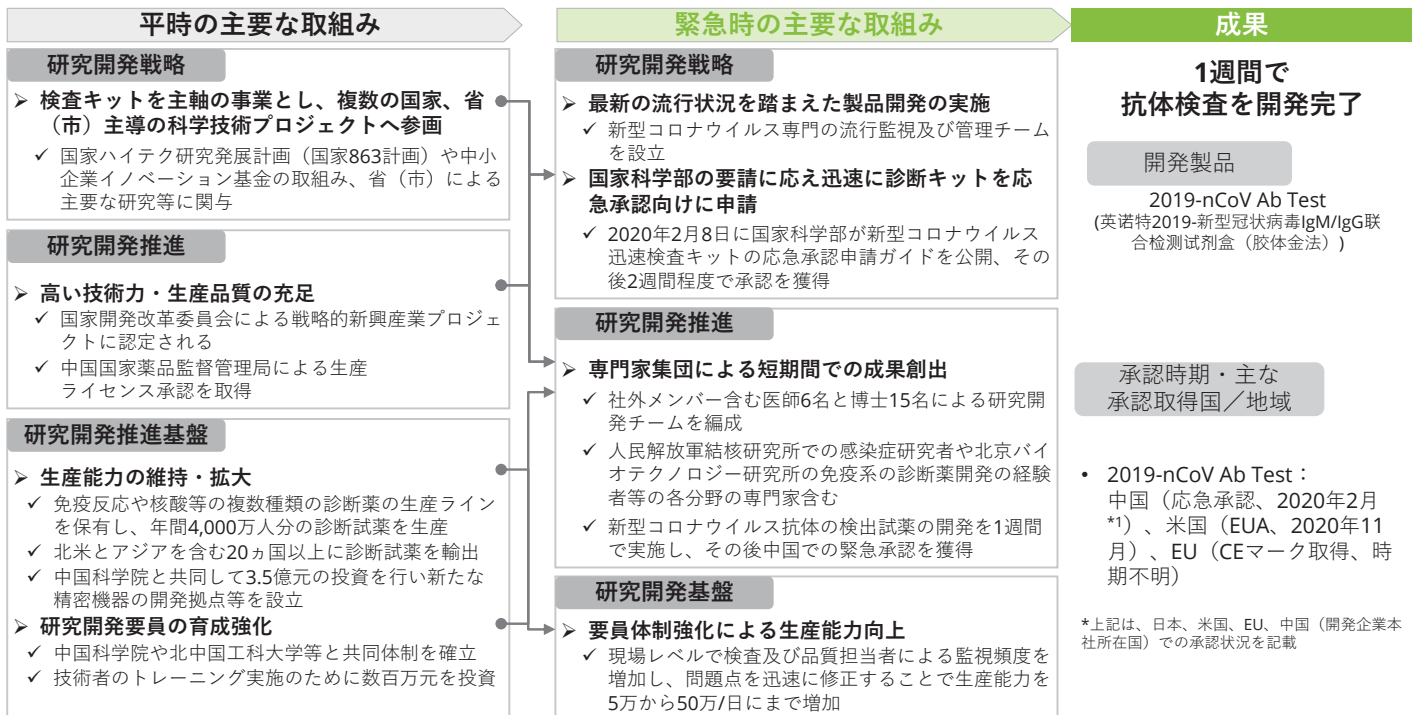 平時の主要な取組み
研究開発戦略
➢ 検査キットを主軸の事業とし、複数の国家、省
（市）主導の科学技術プロジェクトへ参画
✓ 国家ハイテク研究発展計画（国家863計画）や中小
企業イノベーション基金の取組み、省（市）による
主要な研究等に関与
研究開発推進
➢ 高い技術力・生産品質の充足
✓ 国家開発改革委員会による戦略的新興産業プロジェ
クトに認定される
✓ 中国国家薬品監督管理局による生産
ライセンス承認を取得
研究開発推進基盤
➢ 生産能力の維持・拡大
✓ 免疫反応や核酸等の複数種類の診断薬の生産ライン
を保有し、年間4,000万人分の診断試薬を生産
✓ 北米とアジアを含む20ヵ国以上に診断試薬を輸出
✓ 中国科学院と共同して3.5億元の投資を行い新たな
精密機器の開発拠点等を設立
➢ 研究開発要員の育成強化
✓ 中国科学院や北中国工科大学等と共同体制を確立
✓ 技術者のトレーニング実施のために数百万元を投資
緊急時の主要な取組み
研究開発戦略
➢ 最新の流行状況を踏まえた製品開発の実施
✓ 新型コロナウイルス専門の流行監視及び管理チーム
を設立
➢ 国家科学部の要請に応え迅速に診断キットを応
急承認向けに申請
✓ 2020年2月8日に国家科学部が新型コロナウイルス
迅速検査キットの応急承認申請ガイドを公開、その
後2週間程度で承認を獲得
研究開発推進
➢ 専門家集団による短期間での成果創出
✓ 社外メンバー含む医師6名と博士15名による研究開
発チームを編成
✓ 人民解放軍結核研究所での感染症研究者や北京バイ
オテクノロジー研究所の免疫系の診断薬開発の経験
者等の各分野の専門家含む
✓ 新型コロナウイルス抗体の検出試薬の開発を1週間
で実施し、その後中国での緊急承認を獲得
研究開発基盤
➢ 要員体制強化による生産能力向上
✓ 現場レベルで検査及び品質担当者による監視頻度を
増加し、問題点を迅速に修正することで生産能力を
5万から50万/日にまで増加
成果
1週間で
抗体検査を開発完了
開発製品
2019-nCoV Ab Test
(英诺特2019-新型冠状病毒IgM/IgG联
合检测试剂盒（胶体金法）)
承認時期・主な
承認取得国／地域
• 2019-nCoV Ab Test：
中国（応急承認、2020年2月
*1）、米国（EUA、2020年11
月）、EU（CEマーク取得、時
期不明）
*上記は、日本、米国、EU、中国（開発企業本
社所在国）での承認状況を記載